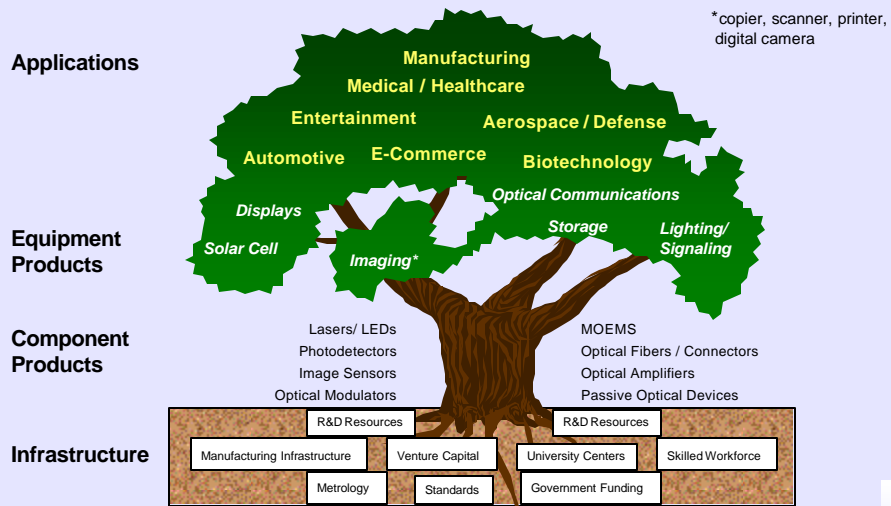 *copier, scanner, printer,
digital camera
Applications
Manufacturing
Medical / Healthcare
Entertainment
Aerospace / Defense
Automotive
E-Commerce
Biotechnology
Optical Communications
Displays
Storage
Lighting/
Signaling
Equipment
Products
Solar Cell
Imaging*
Component
Products
Lasers/ LEDs
Photodetectors
Image Sensors
Optical Modulators
MOEMS
Optical Fibers / Connectors
Optical Amplifiers
Passive Optical Devices
Infrastructure
R&D Resources
R&D Resources
Manufacturing Infrastructure
Venture Capital
University Centers
Skilled Workforce
Metrology
Standards
Government Funding